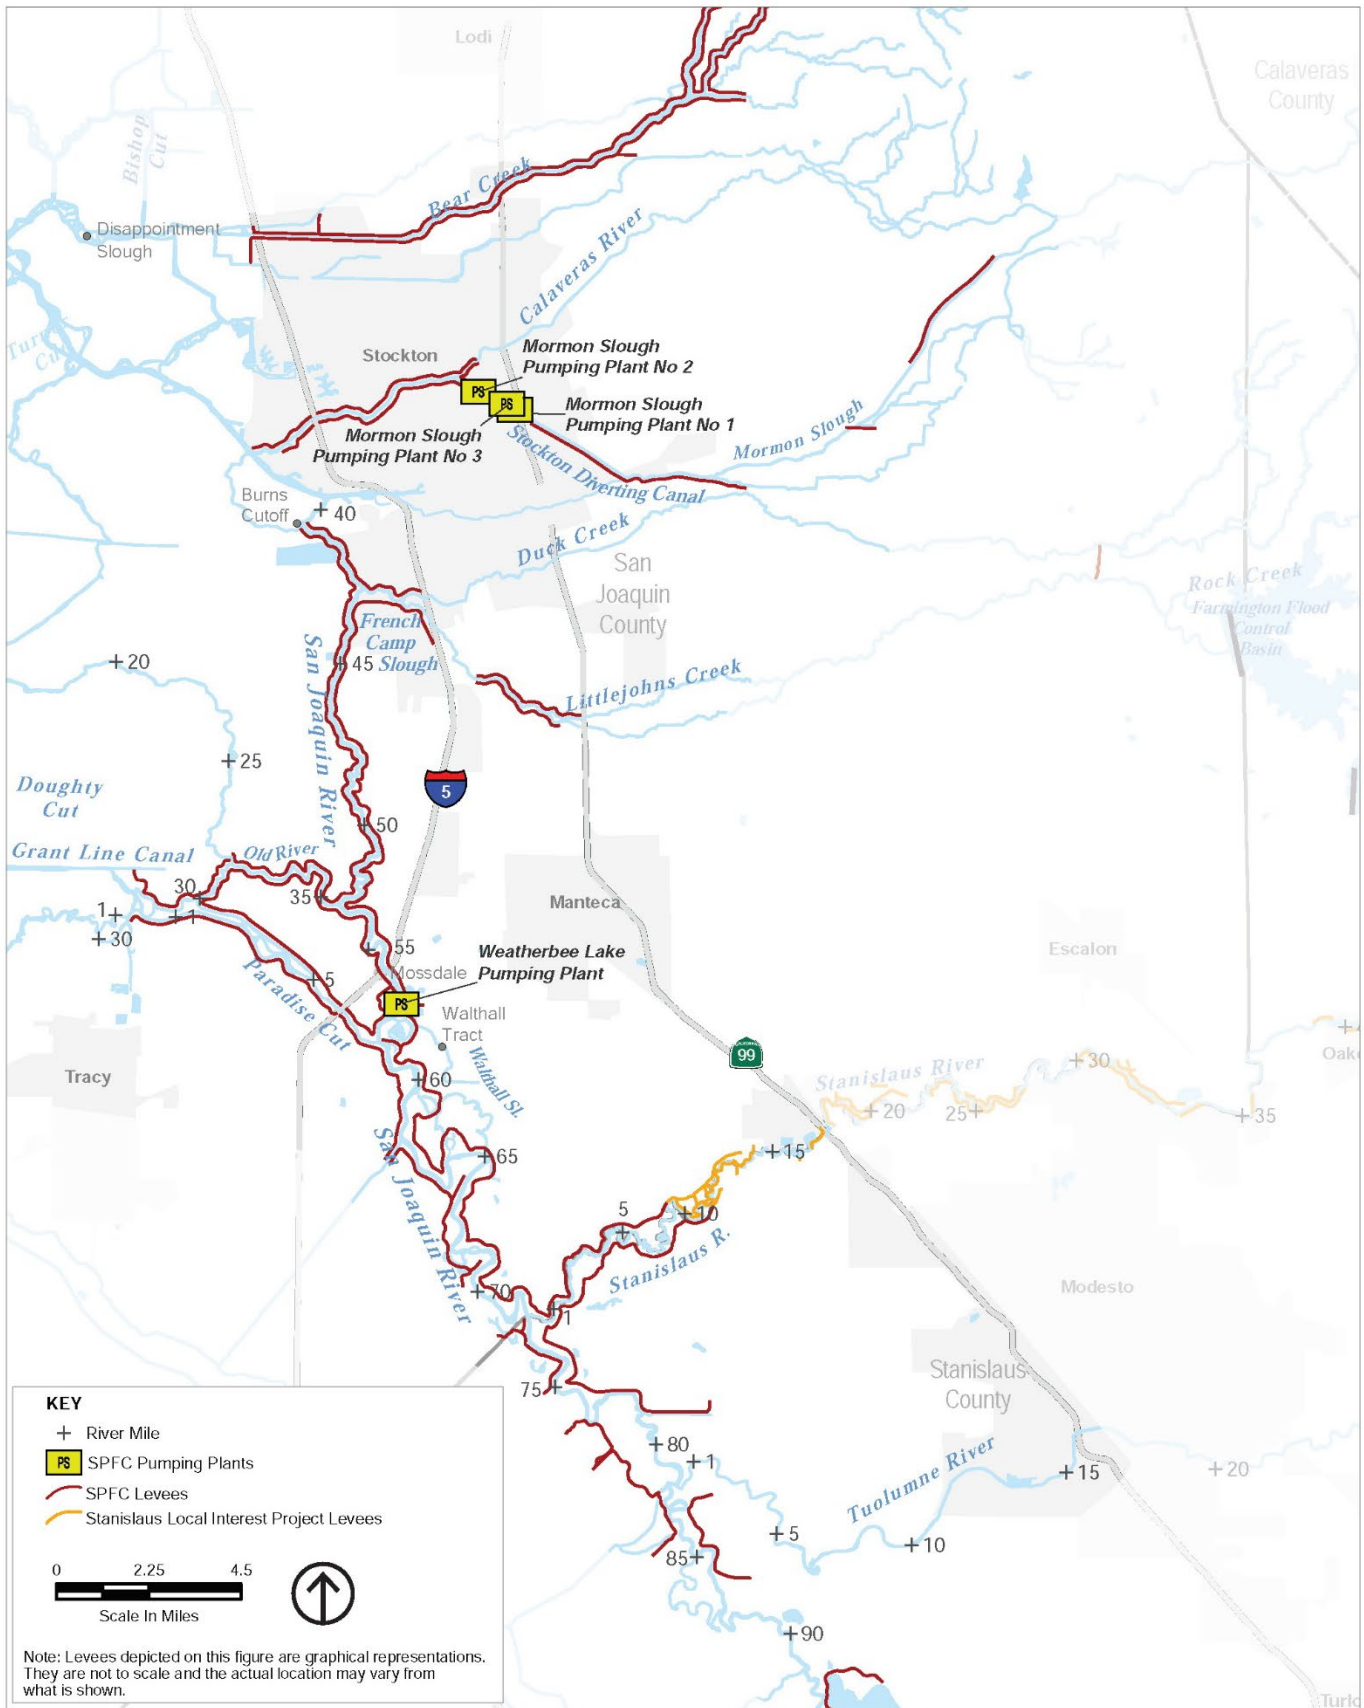 Lodi
Calaveras
County
Bishop
Cut
Bear Creek
Disappointment
Slough
Calaveras River
Stockton
Mormon Slough
Pumping Plant No 2
PS
PS
Mormon Slough
Pumping Plant No 1
Mormon Slough
Pumping Plant No 3
Mormon Slough
Stockton Diverting Canal
Burns
Cutoff
40
Duck Creek
San
Joaquin
County
Rock Creek
Farmington Flood
Control
Basin
French
Camp
Slough
San Joaquin River
45
20
Littlejohns Creek
25
5
Doughty
Cut
50
Grant Line Canal
Old River
30
35
1
1
30
Manteca
55
Escalon
Weatherbee Lake
Pumping Plant
Mossdale
5
Paradise Cut
PS
Walthall
Tract
Walthall Sl.
99
Tracy
60
Stanislaus River
30
20
25
35
65
15
San Joaquin River
10
5
Stanislaus R.
70
1
Modesto
Stanislaus
County
75
80
1
Tuolumne River
15
20
5
10
85
90
KEY
River Mile
PS SPFC Pumping Plants
SPFC Levees
Stanislaus Local Interest Project Levees
0 2.25 4.5
Scale In Miles
Note: Levees depicted on this figure are graphical representations.
They are not to scale and the actual location may vary from
what is shown.